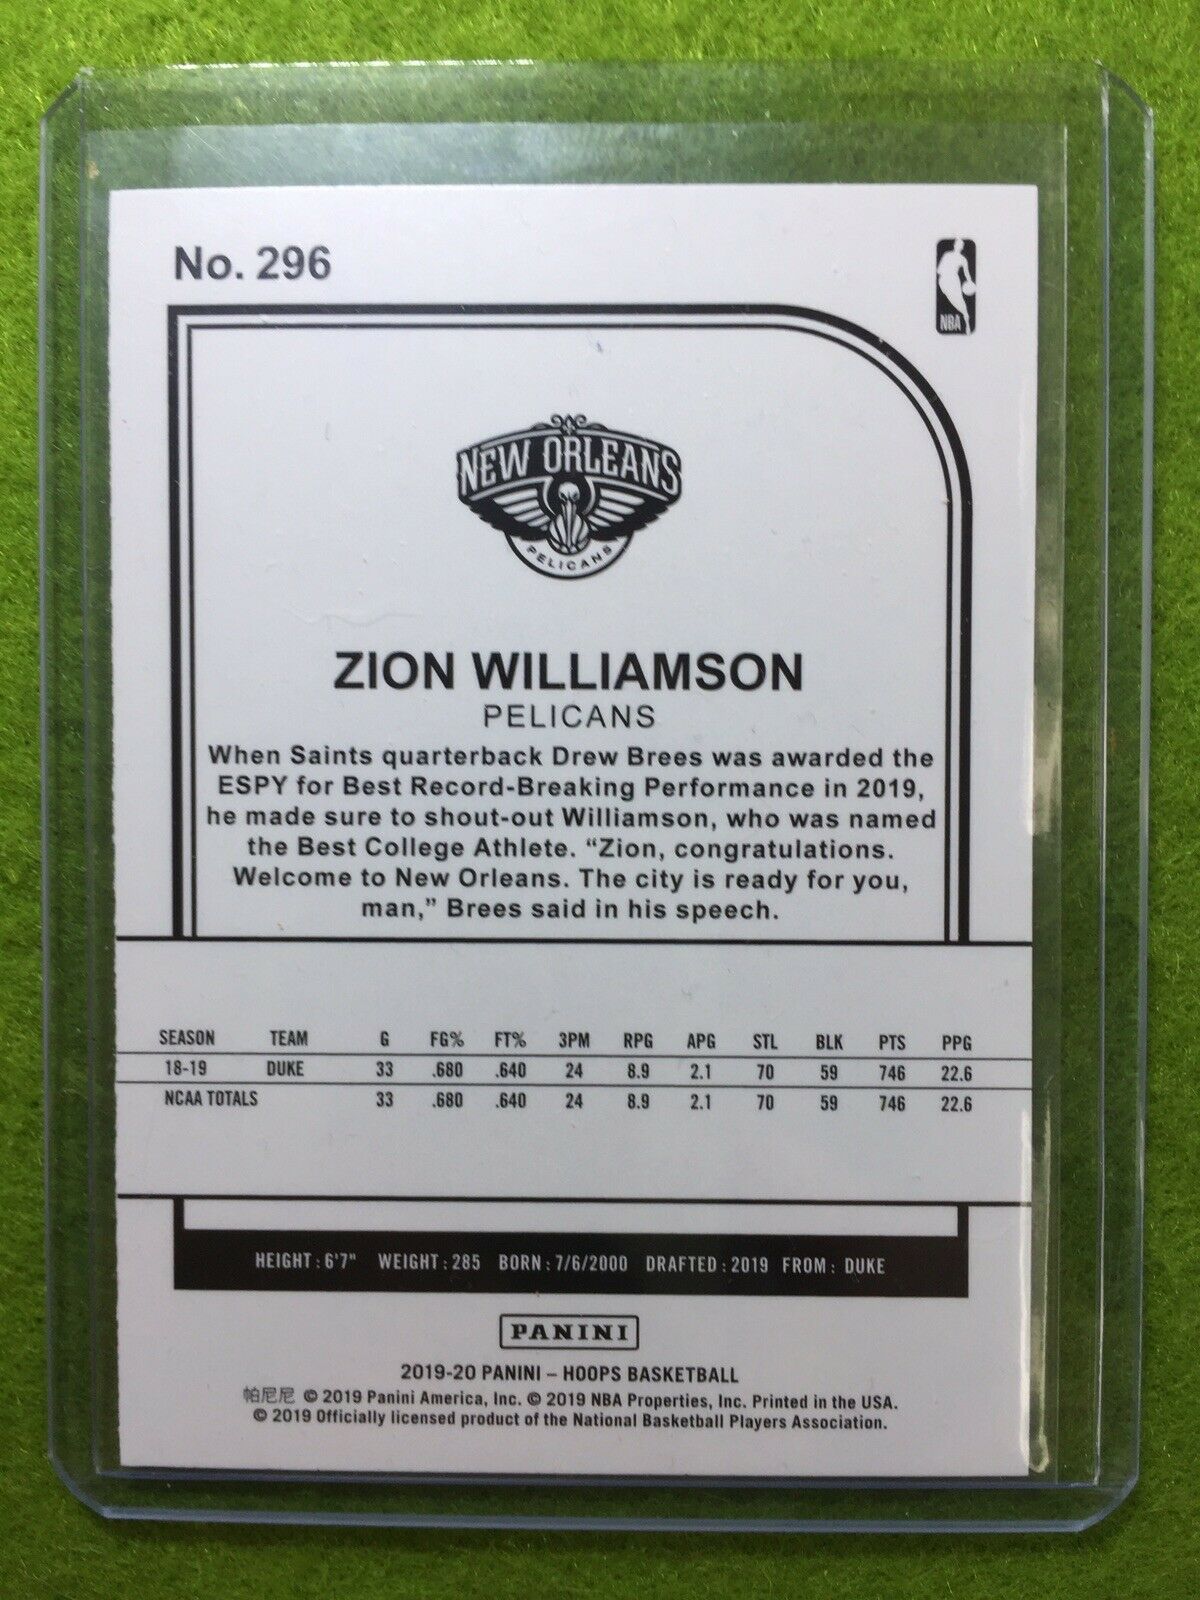 No. 296
NBA
NEW ORLEANS
PELICANS
ZION WILLIAMSON
PELICANS
When Saints quarterback Drew Brees was awarded the
ESPY for Best Record-Breaking Performance in 2019,
he made sure to shout-out Williamson, who was named
the Best College Athlete. “Zion, congratulations.
Welcome to New Orleans. The city is ready for you,
man,” Brees said in his speech.
SEASON TEAM G FG% FT% 3PM RPG APG STL BLK PTS PPG
18-19 DUKE 33 .680 .640 24 8.9 2.1 70 59 746 22.6
NCAA TOTALS 33 .680 .640 24 8.9 2.1 70 59 746 22.6
HEIGHT: 6'7" WEIGHT: 285 BORN: 7/6/2000 DRAFTED: 2019 FROM: DUKE
PANINI
2019-20 PANINI – HOOPS BASKETBALL
帕尼尼 © 2019 Panini America, Inc. © 2019 NBA Properties, Inc. Printed in the USA.
© 2019 Officially licensed product of the National Basketball Players Association.